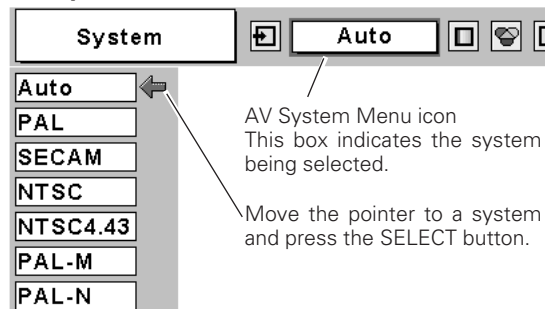 System
Auto
Auto
PAL
SECAM
NTSC
NTSC4.43
PAL-M
PAL-N
AV System Menu icon
This box indicates the system
being selected.
Move the pointer to a system
and press the SELECT button.